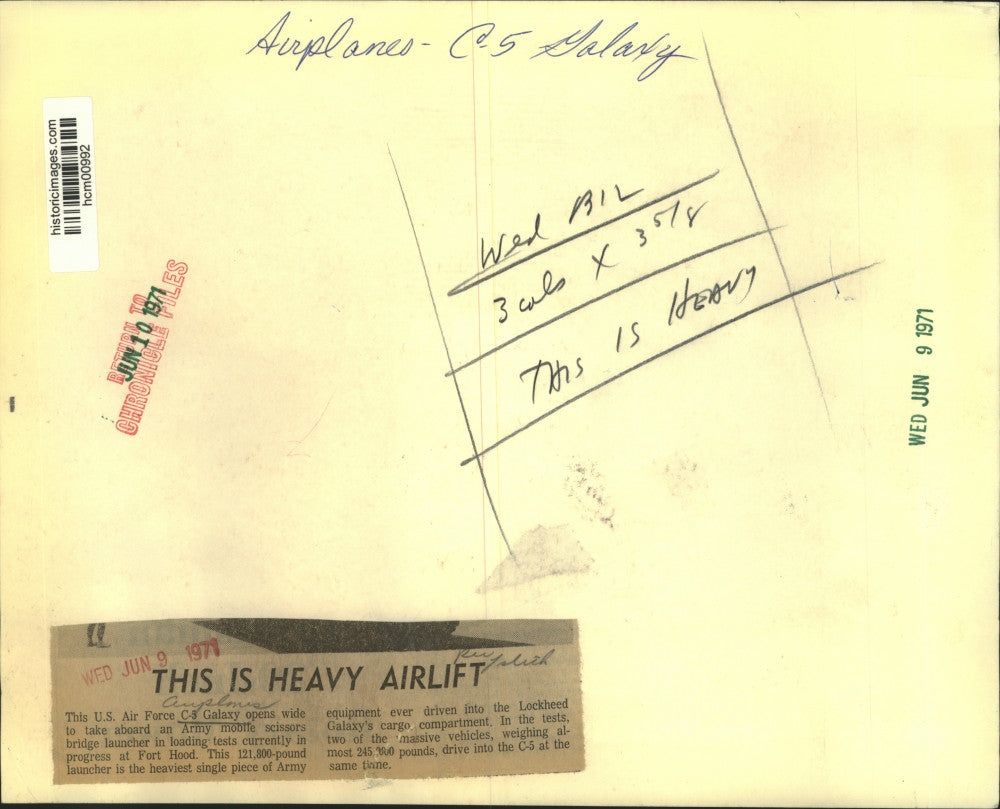 Airplanes - C-5 Galaxy
historicimages.com
hcm00992
RETURN TO
JUN 10 1971
CHRONICLE FILES
Wed B1L
3 cols X 3 5/8
THIS IS HEAVY
WED JUN 9 1971
WED JUN 9 1971
THIS IS HEAVY AIRLIFT
airplanes
This U.S. Air Force C-5 Galaxy opens wide
to take aboard an Army mobile scissors
bridge launcher in loading tests currently in
progress at Fort Hood. This 121,800-pound
launcher is the heaviest single piece of Army
equipment ever driven into the Lockheed
Galaxy's cargo compartment. In the tests,
two of the massive vehicles, weighing al-
most 245,000 pounds, drive into the C-5 at the
same time.